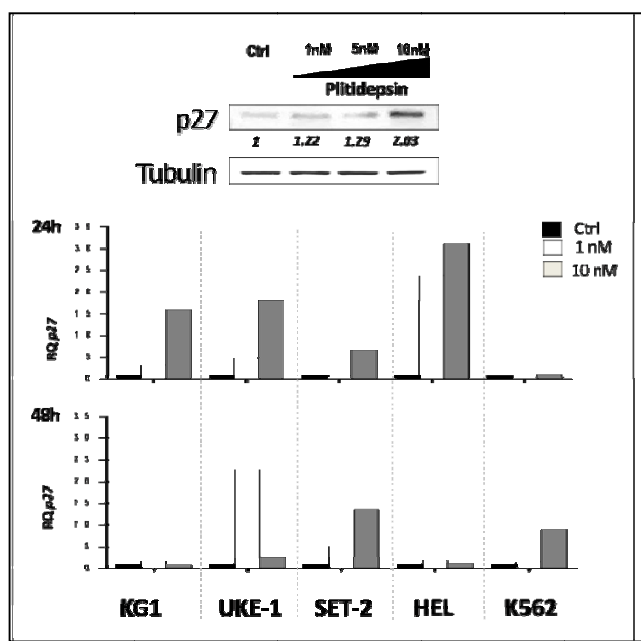 Ctrl 1nM 5nM 10nM
Plitidepsin
p27
1 1.22 1.29 2.03
Tubulin
24h
RQ p27
Ctrl
1 nM
10 nM
48h
RQ p27
KG1 UKE-1 SET-2 HEL K562